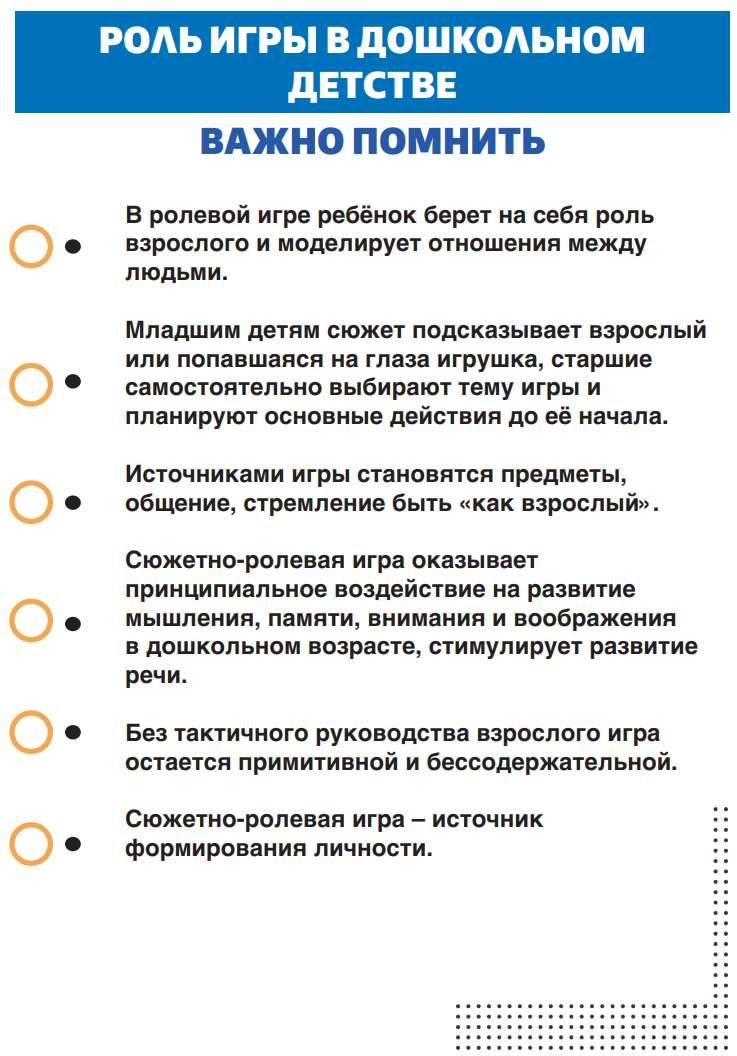 РОЛЬ ИГРЫ В ДОШКОЛЬНОМ
ДЕТСТВЕ
ВАЖНО ПОМНИТЬ
В ролевой игре ребёнок берет на себя роль
взрослого и моделирует отношения между
людьми.
Младшим детям сюжет подсказывает взрослый
или попавшаяся на глаза игрушка, старшие
самостоятельно выбирают тему игры и
планируют основные действия до её начала.
Источниками игры становятся предметы,
общение, стремление быть «как взрослый».
Сюжетно-ролевая игра оказывает
принципиальное воздействие на развитие
мышления, памяти, внимания и воображения
в дошкольном возрасте, стимулирует развитие
речи.
Без тактичного руководства взрослого игра
остается примитивной и бессодержательной.
Сюжетно-ролевая игра – источник
формирования личности.